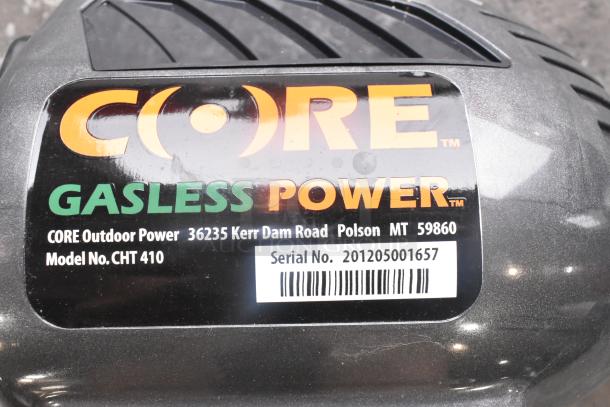 CORE™
GASLESS POWER™
CORE Outdoor Power 36235 Kerr Dam Road Polson MT 59860
Model No. CHT 410
Serial No. 201205001657